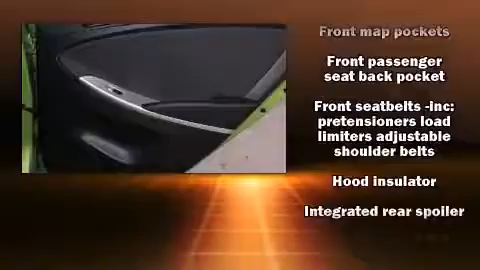 Front map pockets
Front passenger
seat back pocket
Front seatbelts -inc:
pretensioners load
limiters adjustable
shoulder belts
Hood insulator
Integrated rear spoiler